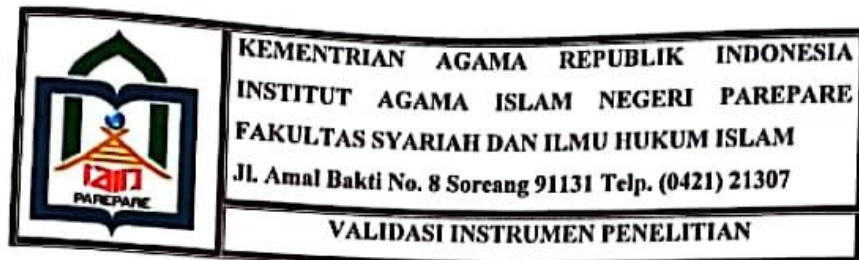 KEMENTRIAN AGAMA REPUBLIK INDONESIA
INSTITUT AGAMA ISLAM NEGERI PAREPARE
FAKULTAS SYARIAH DAN ILMU HUKUM ISLAM
Jl. Amal Bakti No. 8 Soreang 91131 Telp. (0421) 21307
VALIDASI INSTRUMEN PENELITIAN
iain
PAREPARE